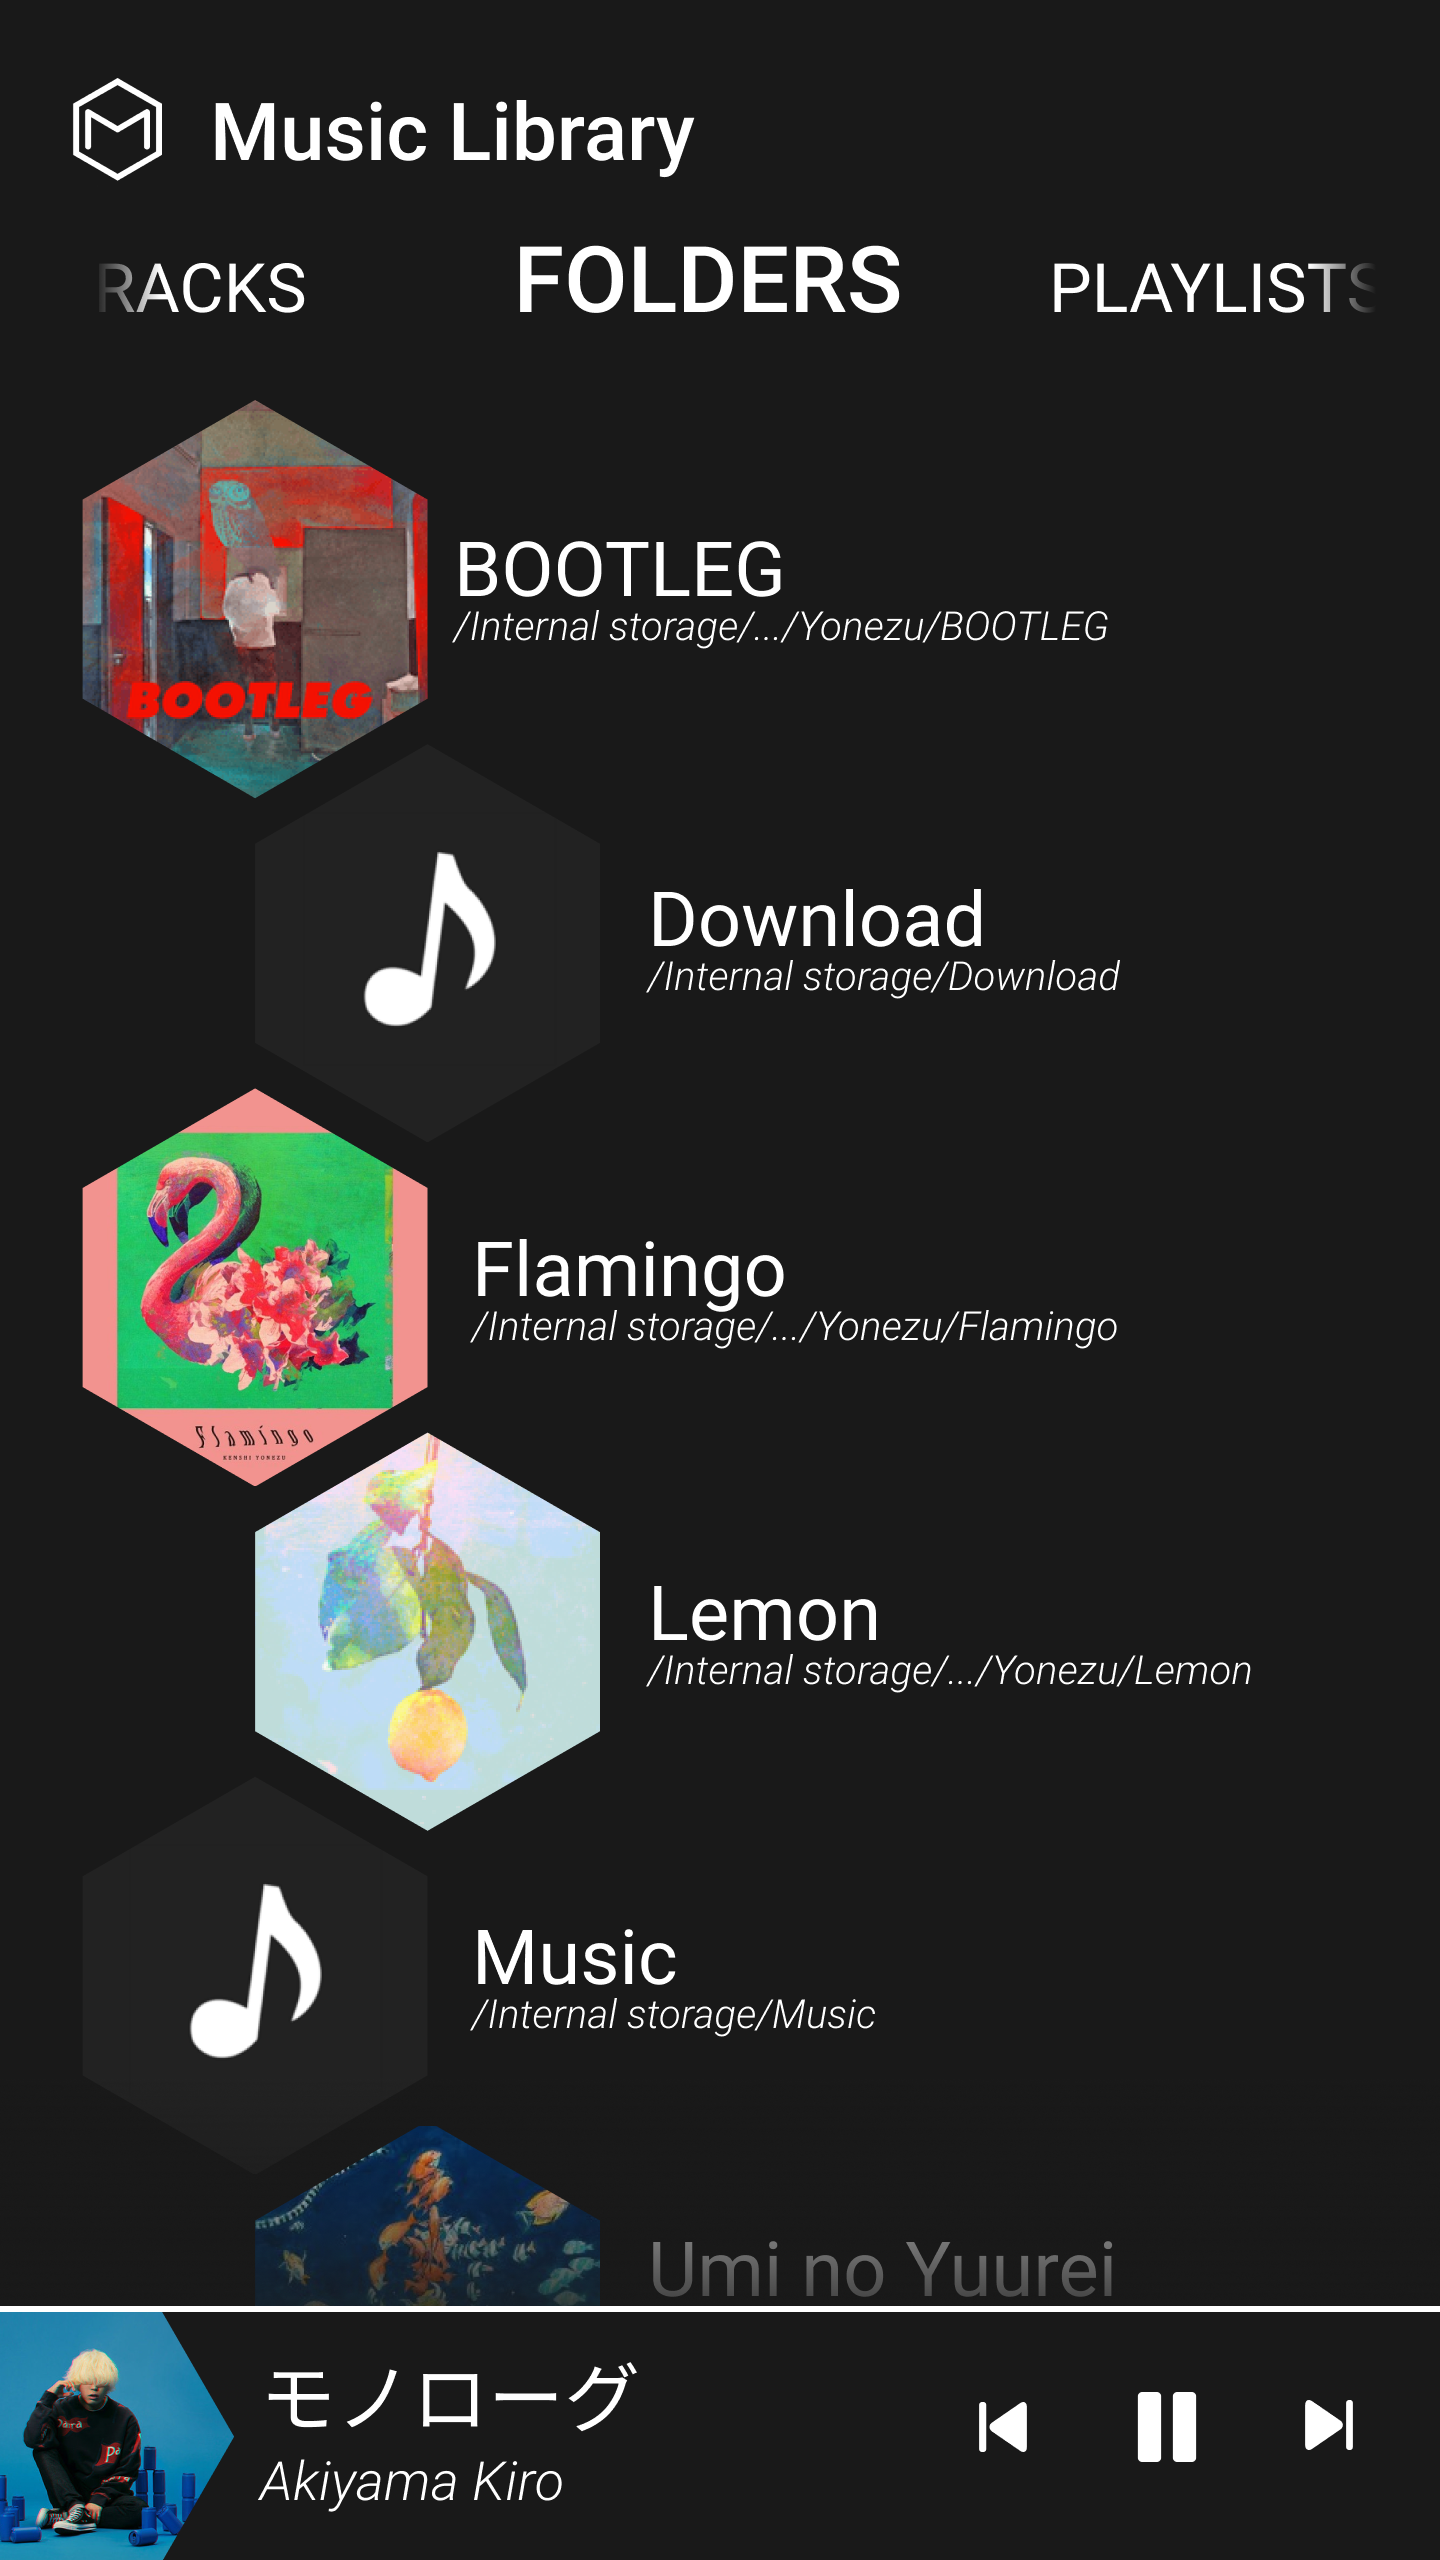 Music Library
RACKS FOLDERS PLAYLISTS
BOOTLEG
/Internal storage/.../Yonezu/BOOTLEG
BOOTLEG
Download
/Internal storage/Download
Flamingo
/Internal storage/.../Yonezu/Flamingo
Flamingo
KENSHI YONEZU
Lemon
/Internal storage/.../Yonezu/Lemon
Music
/Internal storage/Music
Umi no Yuurei
モノローグ
Akiyama Kiro